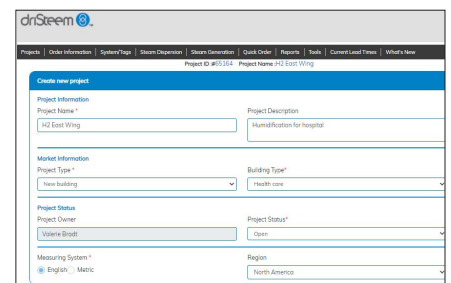 driSteem
Projects | Order Information | System/Tags | Steam Dispersion | Steam Generation | Quick Order | Reports | Tools | Current Lead Times | What's New
Project ID #65164 Project Name :H2 East Wing
Create new project
Project Information
Project Name * Project Description
H2 East Wing Humidification for hospital
Market Information
Project Type * Building Type*
New building Health care
Project Status
Project Owner Project Status*
Valerie Bradt Open
Measuring System * Region
English Metric North America